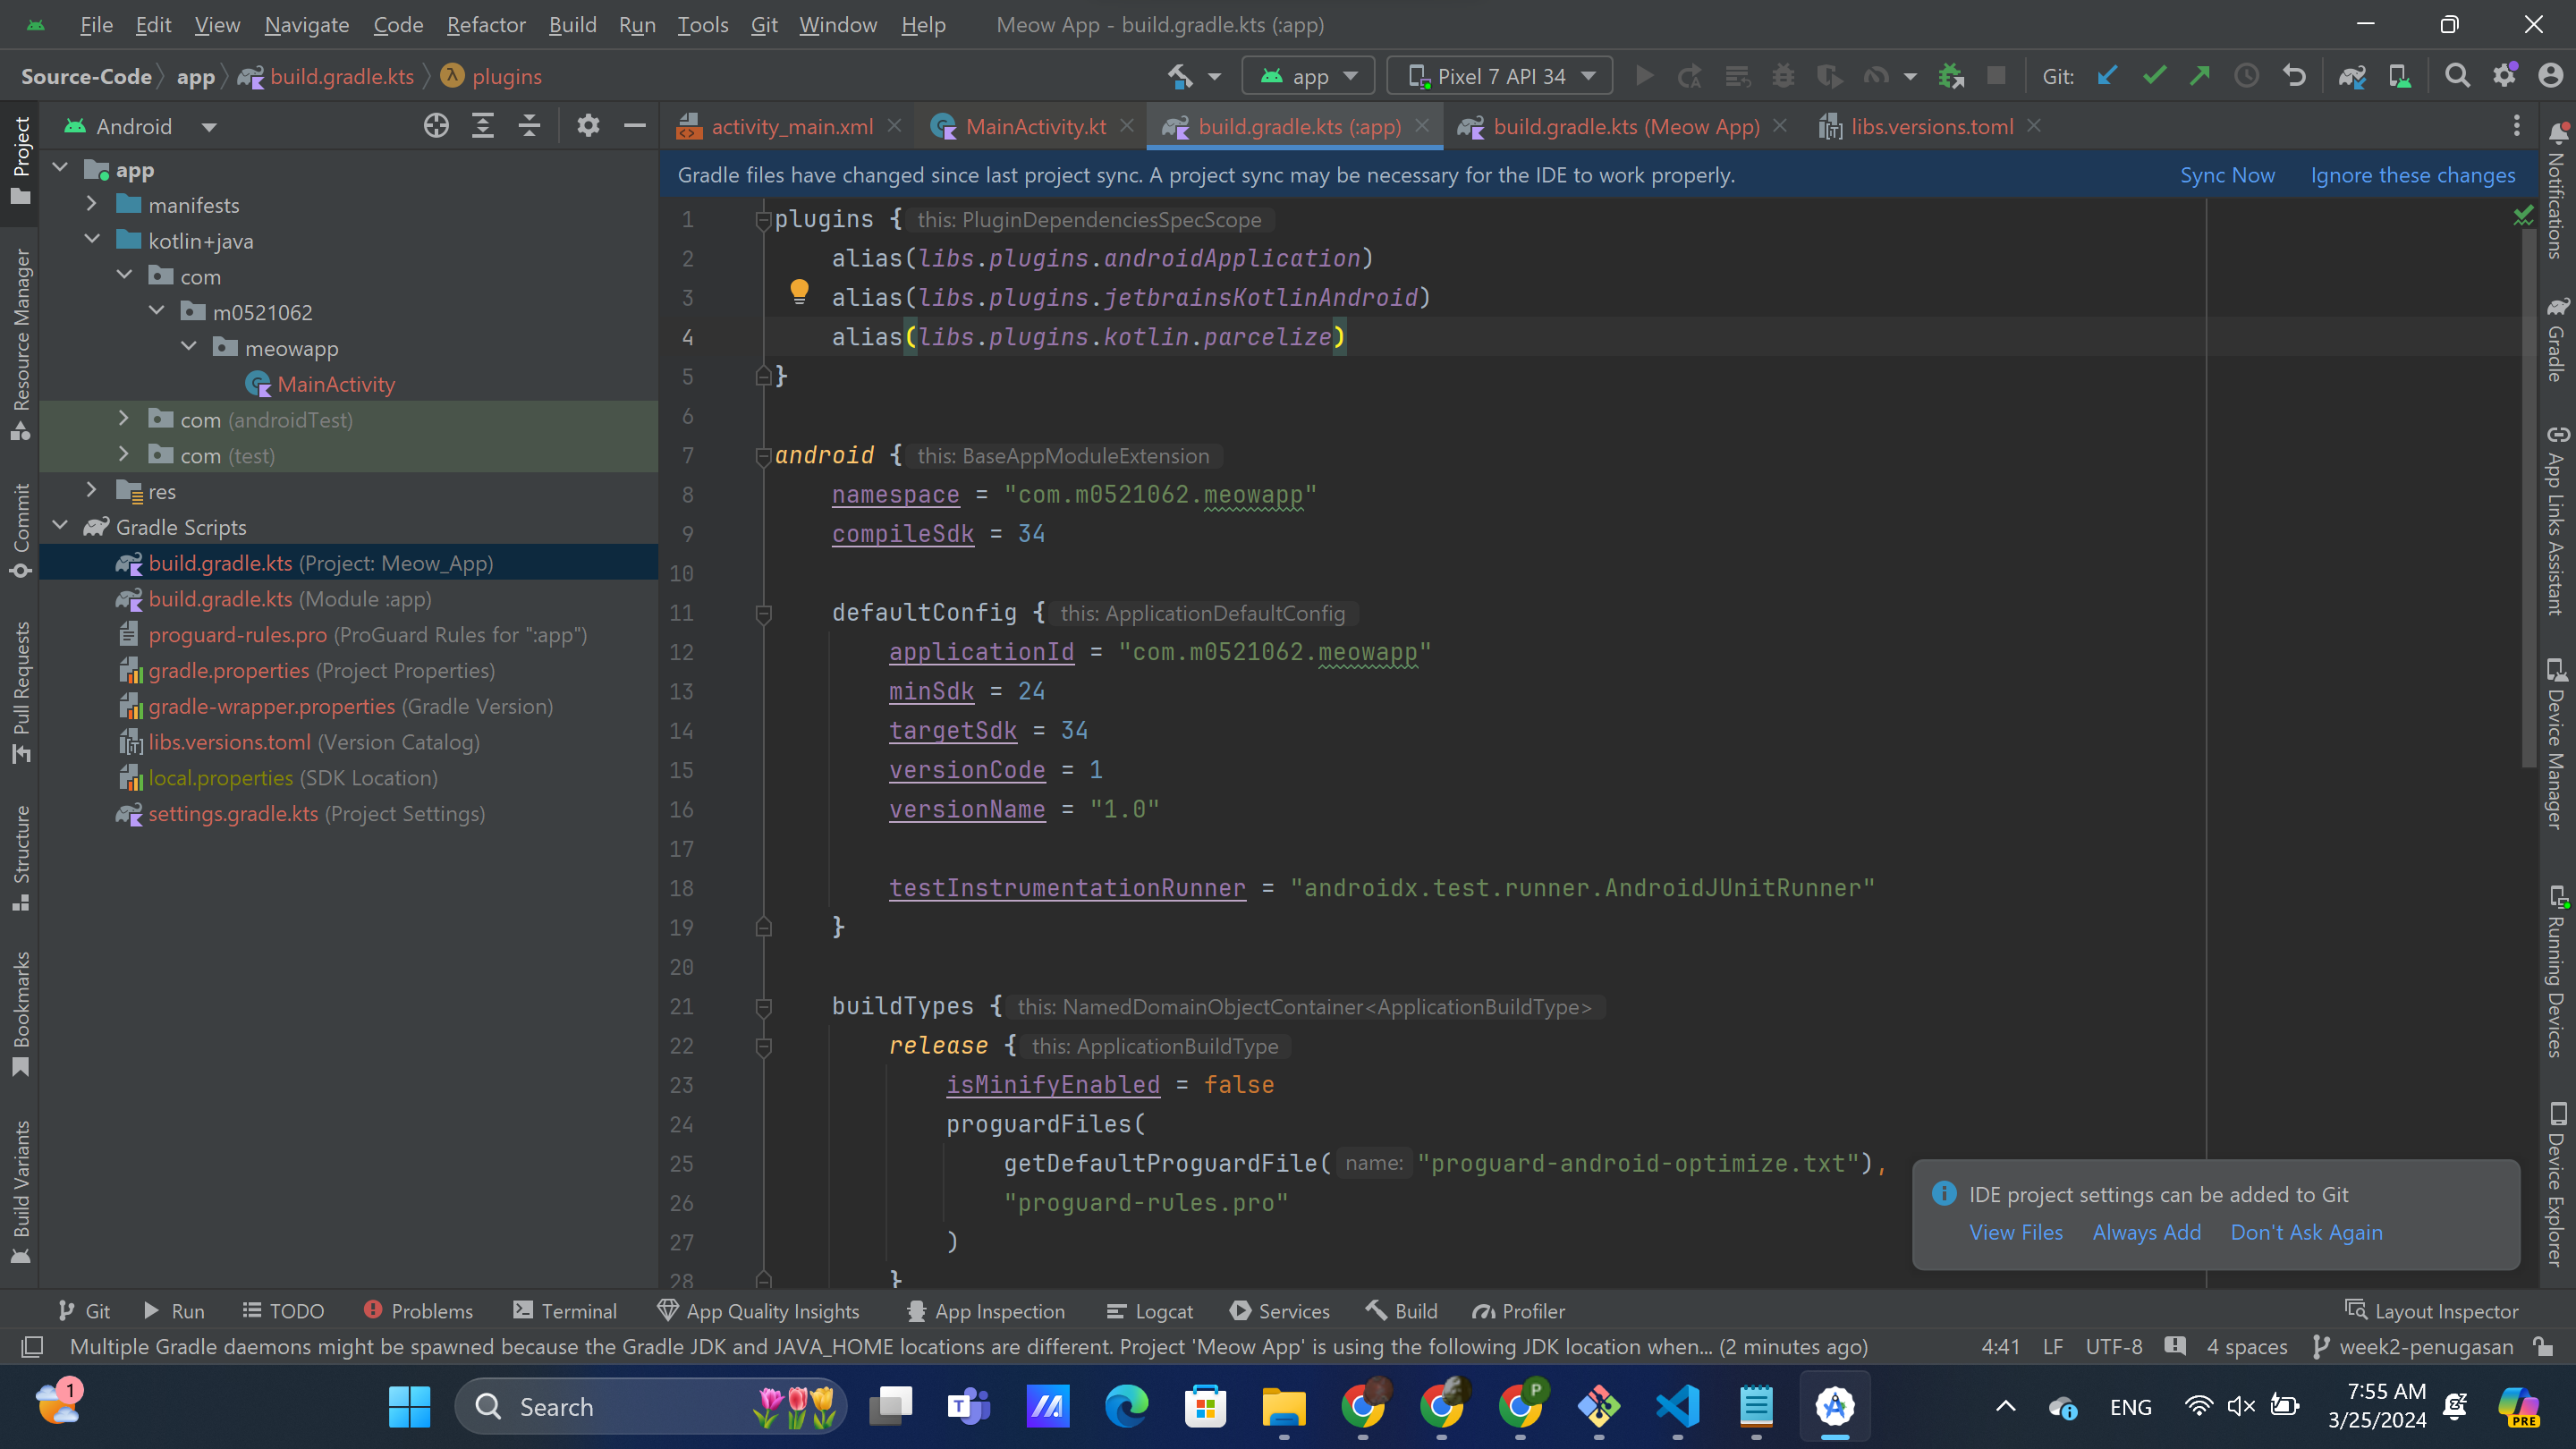 File Edit View Navigate Code Refactor Build Run Tools Git Window Help Meow App - build.gradle.kts (:app)
Source-Code app build.gradle.kts plugins app Pixel 7 API 34 Git:
Project
Resource Manager
Commit
Pull Requests
Structure
Bookmarks
Build Variants
Android
app
manifests
kotlin+java
com
m0521062
meowapp
MainActivity
com (androidTest)
com (test)
res
Gradle Scripts
build.gradle.kts (Project: Meow_App)
build.gradle.kts (Module :app)
proguard-rules.pro (ProGuard Rules for ":app")
gradle.properties (Project Properties)
gradle-wrapper.properties (Gradle Version)
libs.versions.toml (Version Catalog)
local.properties (SDK Location)
settings.gradle.kts (Project Settings)
activity_main.xml MainActivity.kt build.gradle.kts (:app) build.gradle.kts (Meow App) libs.versions.toml
Gradle files have changed since last project sync. A project sync may be necessary for the IDE to work properly. Sync Now Ignore these changes
1 plugins { this: PluginDependenciesSpecScope
2 alias(libs.plugins.androidApplication)
3 alias(libs.plugins.jetbrainsKotlinAndroid)
4 alias(libs.plugins.kotlin.parcelize)
5 }
6
7 android { this: BaseAppModuleExtension
8 namespace = "com.m0521062.meowapp"
9 compileSdk = 34
10
11 defaultConfig { this: ApplicationDefaultConfig
12 applicationId = "com.m0521062.meowapp"
13 minSdk = 24
14 targetSdk = 34
15 versionCode = 1
16 versionName = "1.0"
17
18 testInstrumentationRunner = "androidx.test.runner.AndroidJUnitRunner"
19 }
20
21 buildTypes { this: NamedDomainObjectContainer<ApplicationBuildType>
22 release { this: ApplicationBuildType
23 isMinifyEnabled = false
24 proguardFiles(
25 getDefaultProguardFile( name: "proguard-android-optimize.txt"),
26 "proguard-rules.pro"
27 )
28 }
IDE project settings can be added to Git
View Files Always Add Don't Ask Again
Notifications
Gradle
App Links Assistant
Device Manager
Running Devices
Device Explorer
Git Run TODO Problems Terminal App Quality Insights App Inspection Logcat Services Build Profiler Layout Inspector
Multiple Gradle daemons might be spawned because the Gradle JDK and JAVA_HOME locations are different. Project 'Meow App' is using the following JDK location when... (2 minutes ago) 4:41 LF UTF-8 4 spaces week2-penugasan
1 Search T P ENG 7:55 AM PRE
3/25/2024